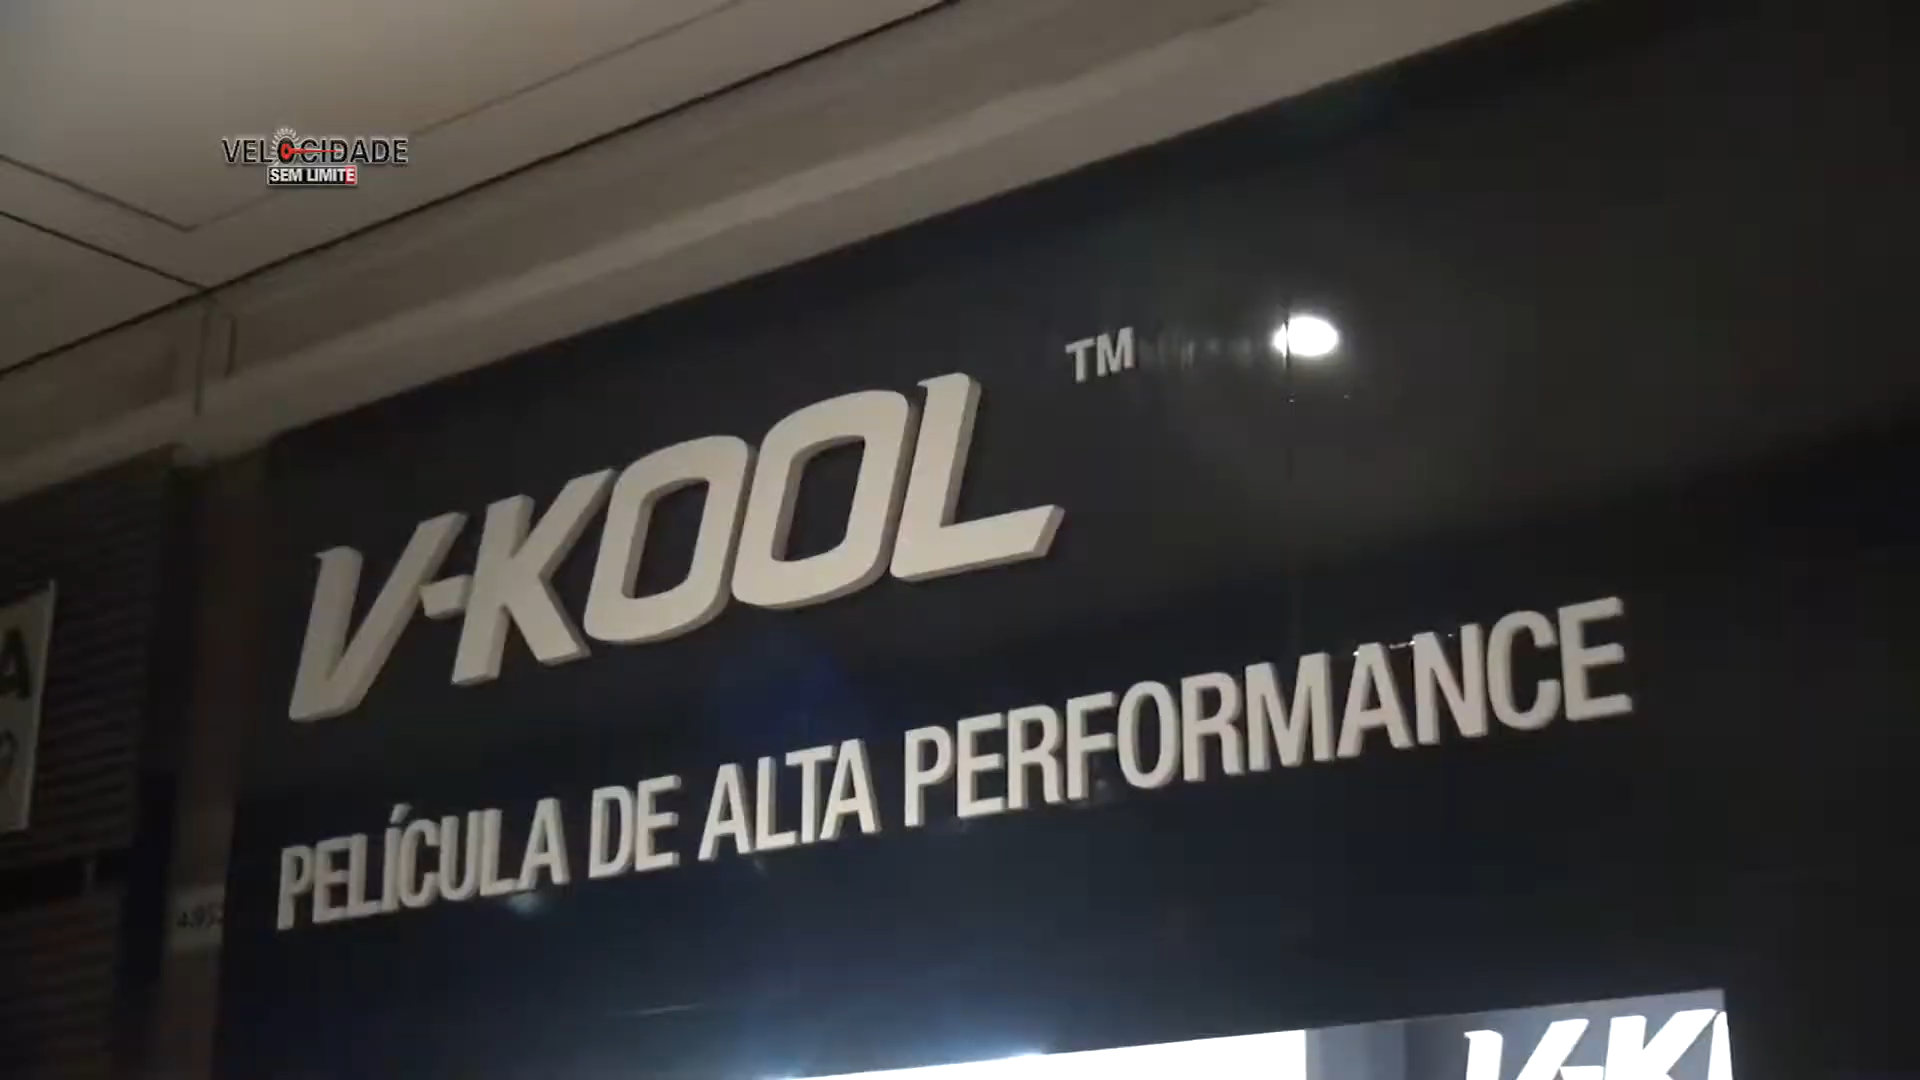 VELOCIDADE
SEM LIMITE
V-KOOL TM
PELÍCULA DE ALTA PERFORMANCE
A
V-K